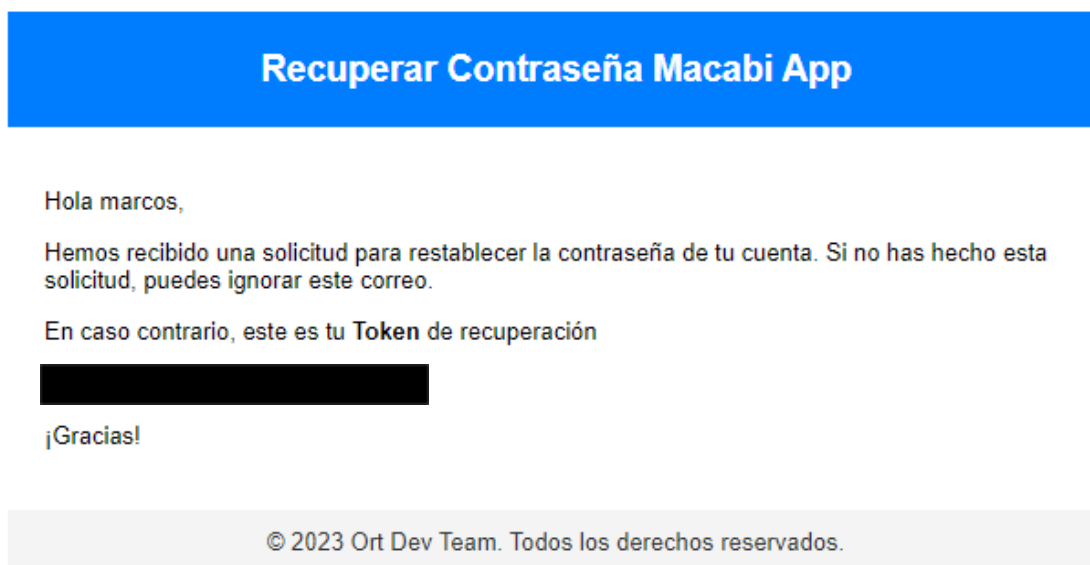 Recuperar Contraseña Macabi App
Hola marcos,
Hemos recibido una solicitud para restablecer la contraseña de tu cuenta. Si no has hecho esta
solicitud, puedes ignorar este correo.
En caso contrario, este es tu Token de recuperación
¡Gracias!
© 2023 Ort Dev Team. Todos los derechos reservados.